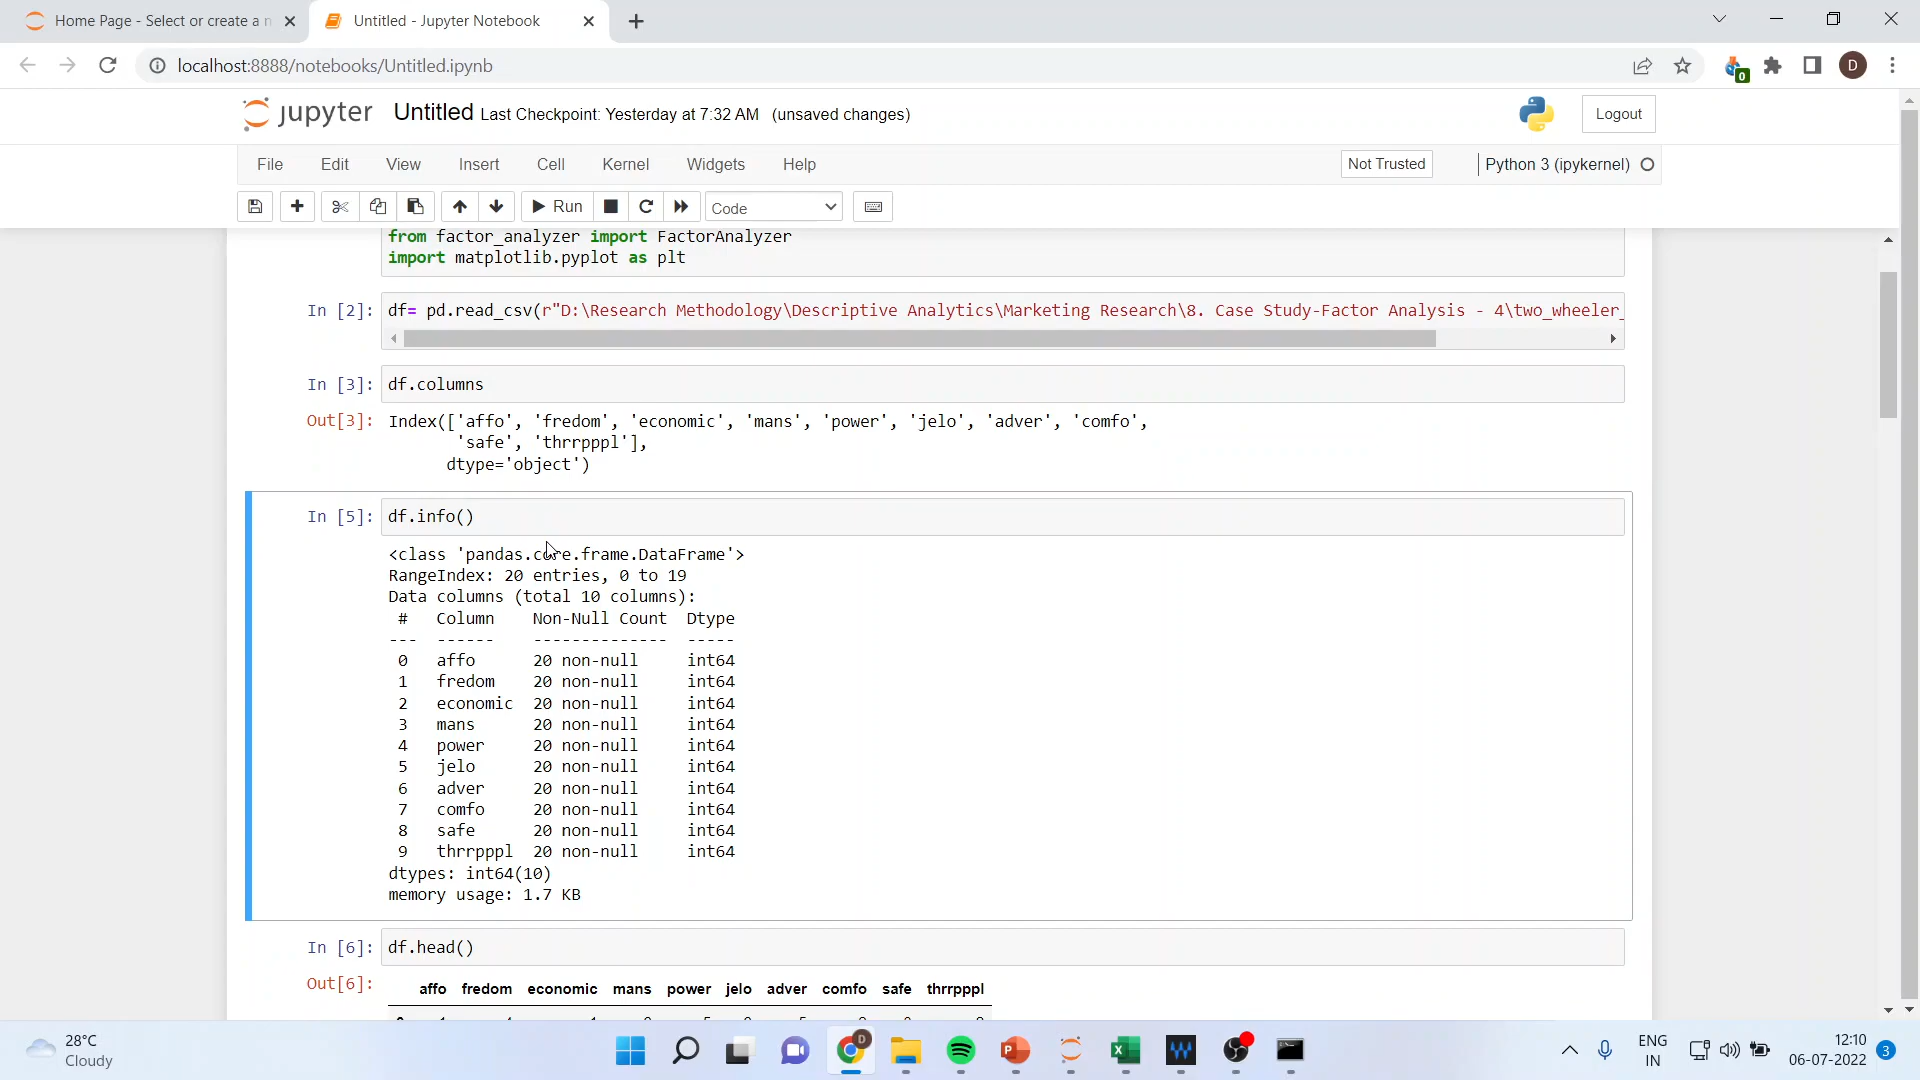 Home Page - Select or create a n
Untitled - Jupyter Notebook
localhost:8888/notebooks/Untitled.ipynb
0
D
jupyter Untitled Last Checkpoint: Yesterday at 7:32 AM (unsaved changes)
Logout
File Edit View Insert Cell Kernel Widgets Help
Not Trusted
Python 3 (ipykernel)
Run
Code
from factor_analyzer import FactorAnalyzer
import matplotlib.pyplot as plt
In [2]: df= pd.read_csv(r"D:\Research Methodology\Descriptive Analytics\Marketing Research\8. Case Study-Factor Analysis - 4\two_wheeler_
In [3]: df.columns
Out[3]: Index(['affo', 'fredom', 'economic', 'mans', 'power', 'jelo', 'adver', 'comfo',
'safe', 'thrrpppl'],
dtype='object')
In [5]: df.info()
<class 'pandas.core.frame.DataFrame'>
RangeIndex: 20 entries, 0 to 19
Data columns (total 10 columns):
# Column Non-Null Count Dtype
--- ------ -------------- -----
0 affo 20 non-null int64
1 fredom 20 non-null int64
2 economic 20 non-null int64
3 mans 20 non-null int64
4 power 20 non-null int64
5 jelo 20 non-null int64
6 adver 20 non-null int64
7 comfo 20 non-null int64
8 safe 20 non-null int64
9 thrrpppl 20 non-null int64
dtypes: int64(10)
memory usage: 1.7 KB
In [6]: df.head()
Out[6]:
affo fredom economic mans power jelo adver comfo safe thrrpppl
28°C
Cloudy
D
ENG
IN
12:10
06-07-2022
3